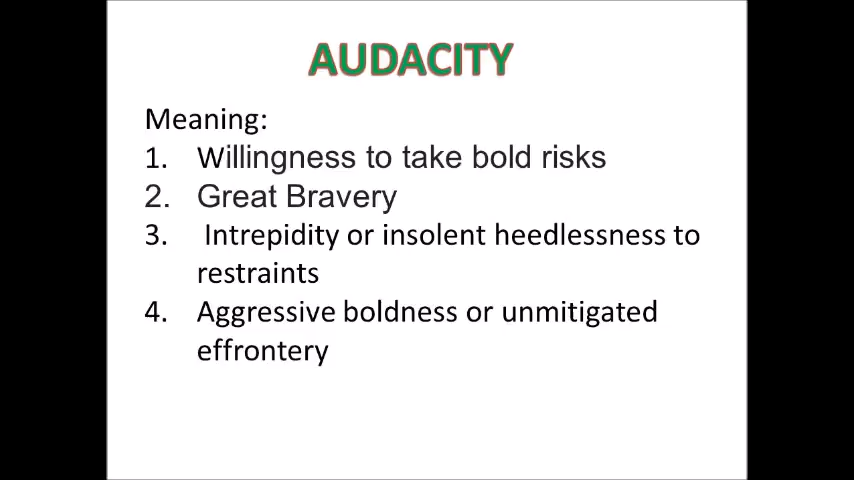 AUDACITY
Meaning:
1. Willingness to take bold risks
2. Great Bravery
3. Intrepidity or insolent heedlessness to
restraints
4. Aggressive boldness or unmitigated
effrontery